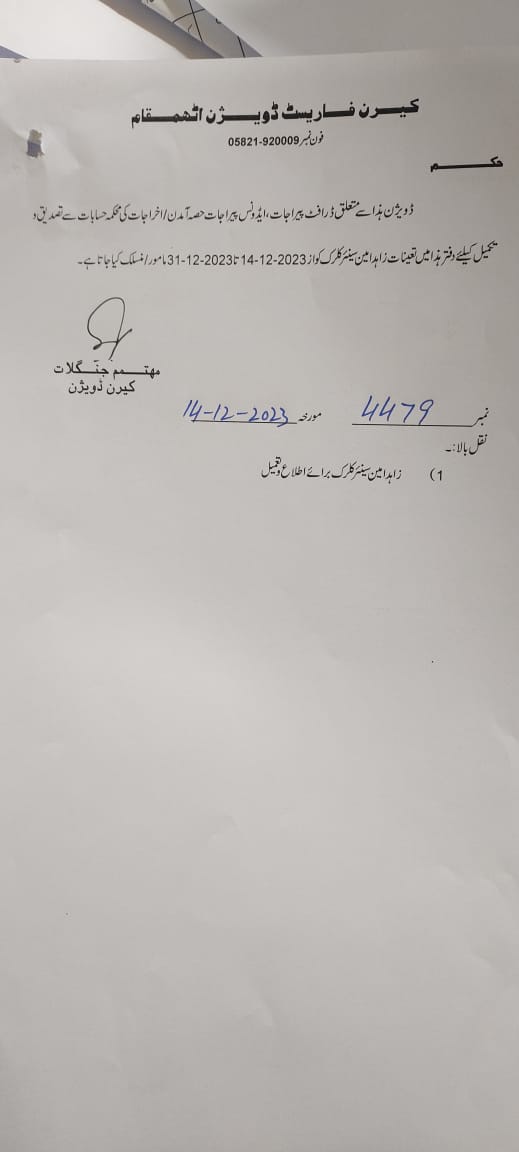 کیرن فاریسٹ ڈویژن اٹھمقام
فون نمبر 05821-920009
حکم
ڈویژن ہذا سے متعلق ڈرافٹ پیراجات، ایڈوانس پیراجات حصہ آمدن/اخراجات کی محکمہ حسابات سے تصدیق و
تکمیل کیلئے دفتر ہذا میں تعینات زاہد امین سینئر کلرک کو از 14-12-2023 تا 31-12-2023 مامور/منسلک کیا جاتا ہے۔
مہتمم جنگلات
کیرن ڈویژن
نمبر 4479 مورخہ 14-12-2023
نقل بالا:۔
1) زاہد امین سینئر کلرک برائے اطلاع و تعمیل